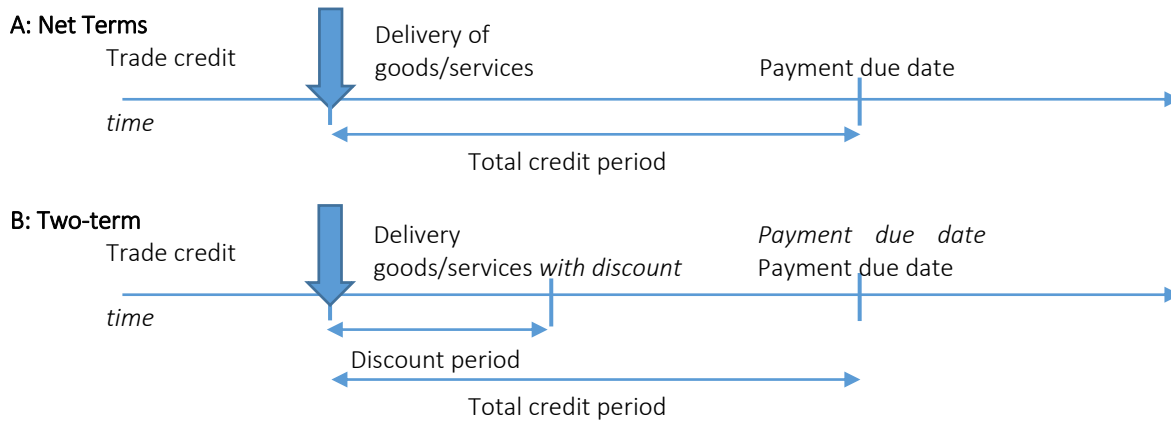 A: Net Terms
Trade credit
Delivery of
goods/services
Payment due date
time
Total credit period
B: Two-term
Trade credit
Delivery
goods/services with discount
Payment due date
Payment due date
time
Discount period
Total credit period